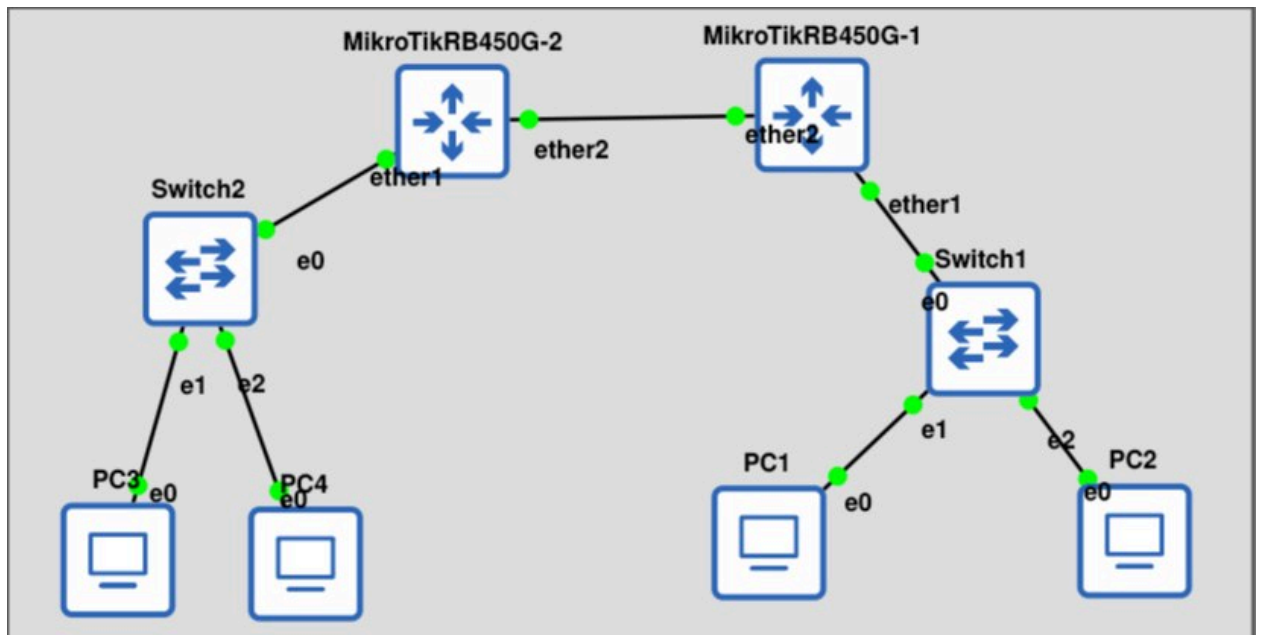 MikroTikRB450G-2
MikroTikRB450G-1
ether2
ether2
ether1
Switch2
ether1
e0
Switch1
e0
e1
e2
e1
e2
PC3
e0
PC4
e0
PC1
e0
PC2
e0